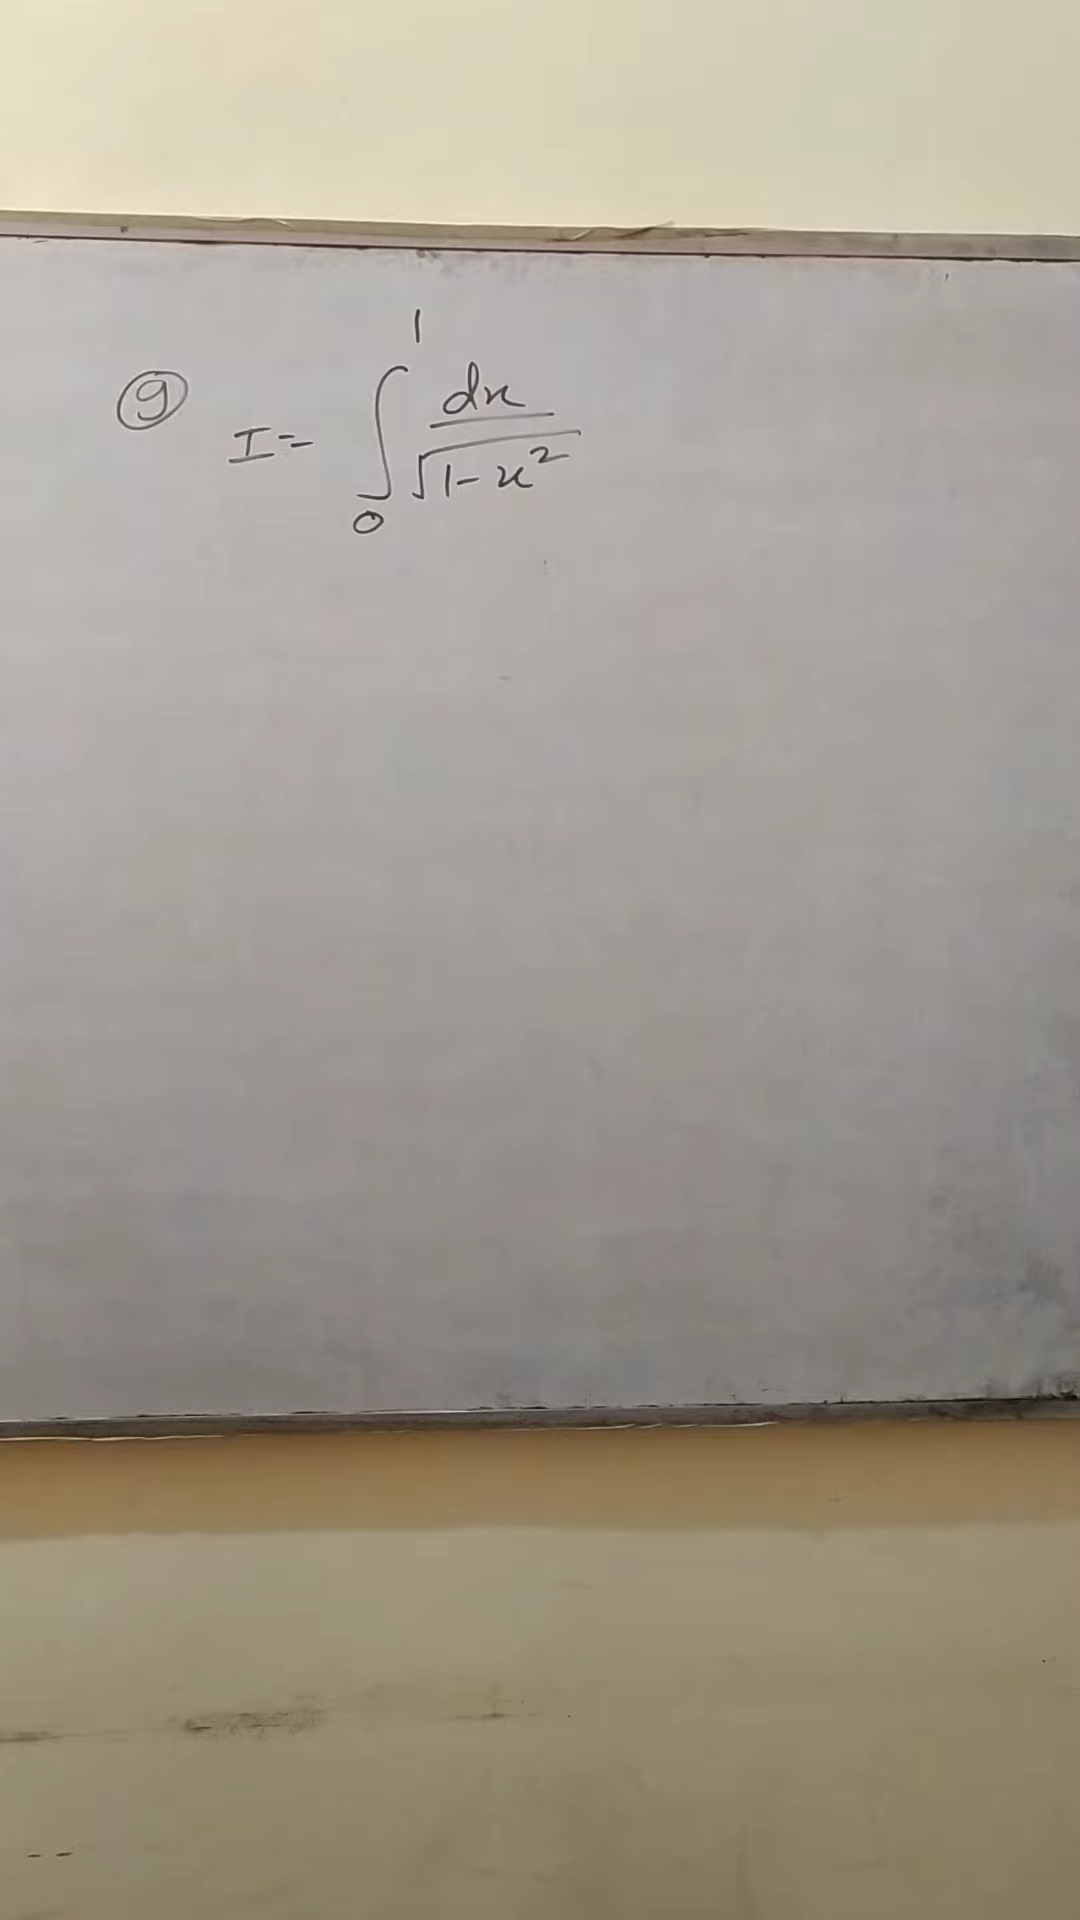 ⑨ I = ∫₀¹ dx/√(1-x²)